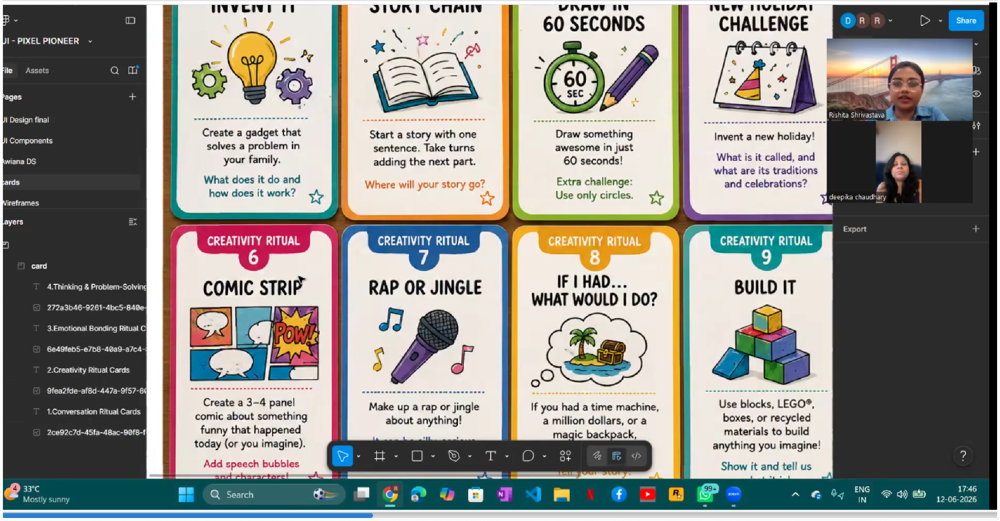 UI - PIXEL PIONEER
File
Assets
Pages
UI Design final
UI Components
Awiana DS
cards
Wireframes
Layers
card
4.Thinking & Problem-Solving
272a3b46-9261-4bc5-840e-
3.Emotional Bonding Ritual C
6e49feb5-e7b8-40a9-a7c4-
2.Creativity Ritual Cards
9fea2fde-af8d-447a-9f57-80
1.Conversation Ritual Cards
2ce92c7d-45fa-48ac-90f8-f
INVENT IT
Create a gadget that
solves a problem in
your family.
What does it do and
how does it work?
STORY CHAIN
Start a story with one
sentence. Take turns
adding the next part.
Where will your story go?
DRAW IN
60 SECONDS
60
SEC
Draw something
awesome in just
60 seconds!
Extra challenge:
Use only circles.
NEW HOLIDAY
CHALLENGE
Invent a new holiday!
What is it called, and
what are its traditions
and celebrations?
CREATIVITY RITUAL
6
COMIC STRIP
POW!
Create a 3–4 panel
comic about something
funny that happened
today (or you imagine).
Add speech bubbles
and characters!
CREATIVITY RITUAL
7
RAP OR JINGLE
Make up a rap or jingle
about anything!
CREATIVITY RITUAL
8
IF I HAD...
WHAT WOULD I DO?
If you had a time machine,
a million dollars, or a
magic backpack,
Tell your story!
CREATIVITY RITUAL
9
BUILD IT
Use blocks, LEGO®,
boxes, or recycled
materials to build
anything you imagine!
Show it and tell us
D
R
R
Share
Rishita Shrivastava
deepika chaudhary
Export
?
4
33°C
Mostly sunny
Search
R
N
99+
zoom
ENG
IN
17:46
12-06-2026